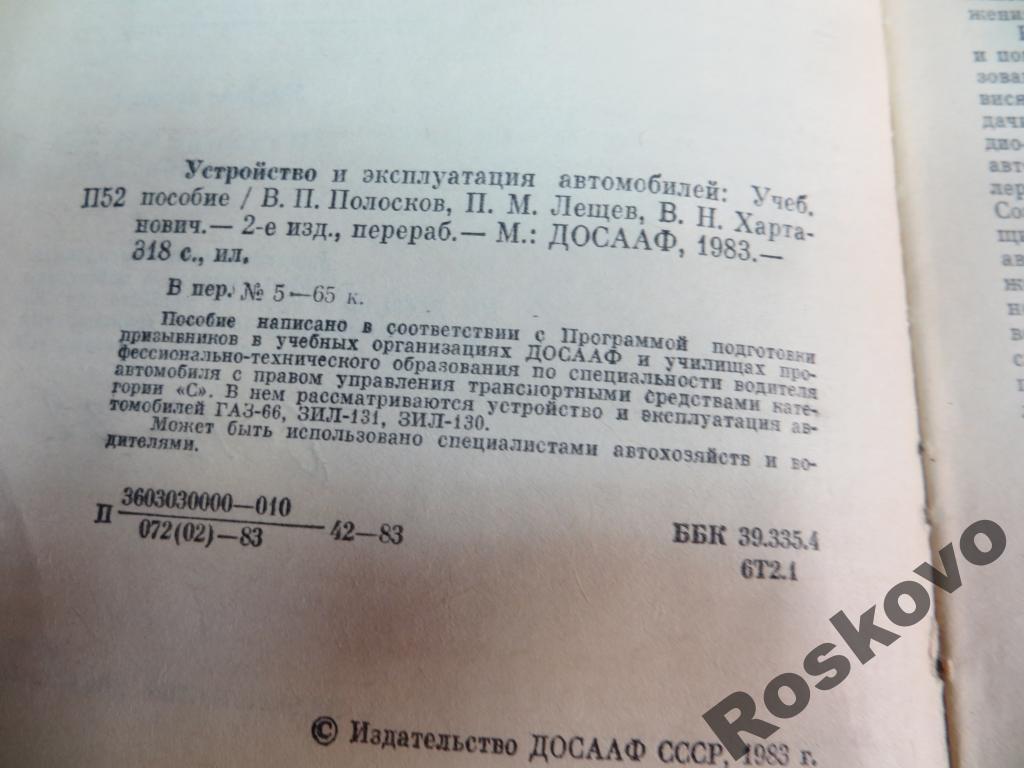 Устройство и эксплуатация автомобилей: Учеб.
П52 пособие / В. П. Полосков, П. М. Лещев, В. Н. Харта-
нович.— 2-е изд., перераб.— М.: ДОСААФ, 1983.—
318 с., ил.
В пер. № 5—65 к.
Пособие написано в соответствии с Программой подготовки
призывников в учебных организациях ДОСААФ и училищах про-
фессионально-технического образования по специальности водителя
автомобиля с правом управления транспортными средствами кате-
гории «С». В нем рассматриваются устройство и эксплуатация ав-
томобилей ГАЗ-66, ЗИЛ-131, ЗИЛ-130.
Может быть использовано специалистами автохозяйств и во-
дителями.
П 3603030000—010
072(02)—83
42—83
ББК 39.335.4
6Т2.1
© Издательство ДОСААФ СССР, 1983 г.
Roskovo